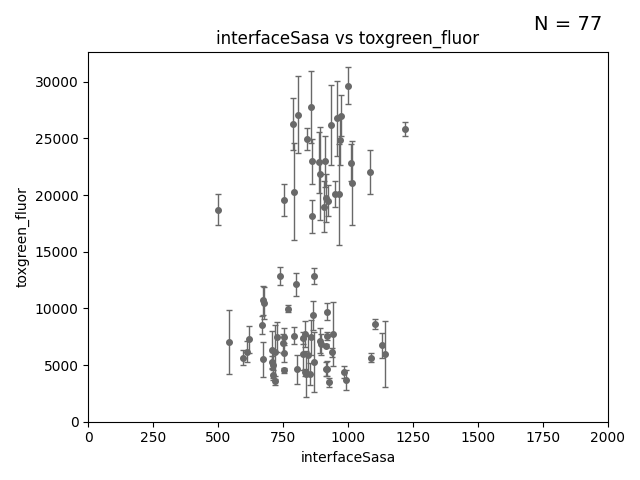 N = 77
interfaceSasa vs toxgreen_fluor
toxgreen_fluor
30000
25000
20000
15000
10000
5000
0
0 250 500 750 1000 1250 1500 1750 2000
interfaceSasa